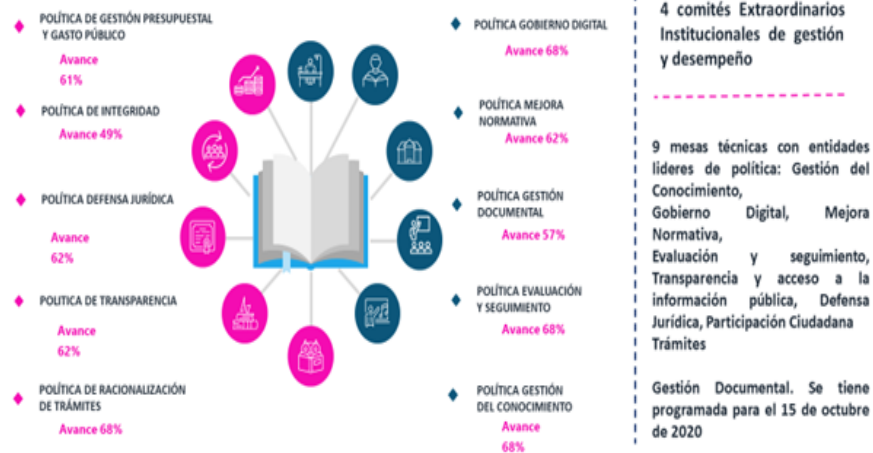 POLÍTICA DE GESTIÓN PRESUPUESTAL
Y GASTO PÚBLICO
Avance
61%
POLÍTICA DE INTEGRIDAD
Avance 49%
POLÍTICA DEFENSA JURÍDICA
Avance
62%
POLITICA DE TRANSPARENCIA
Avance
62%
POLÍTICA DE RACIONALIZACIÓN
DE TRÁMITES
Avance 68%
POLÍTICA GOBIERNO DIGITAL
Avance 68%
POLÍTICA MEJORA
NORMATIVA
Avance 62%
POLÍTICA GESTIÓN
DOCUMENTAL
Avance 57%
POLÍTICA EVALUACIÓN
Y SEGUIMIENTO
Avance 68%
POLÍTICA GESTIÓN
DEL CONOCIMIENTO
Avance
68%
4 comités Extraordinarios
Institucionales de gestión
y desempeño
9 mesas técnicas con entidades
lideres de política: Gestión del
Conocimiento,
Gobierno Digital, Mejora
Normativa,
Evaluación y seguimiento,
Transparencia y acceso a la
información pública, Defensa
Jurídica, Participación Ciudadana
Trámites
Gestión Documental. Se tiene
programada para el 15 de octubre
de 2020